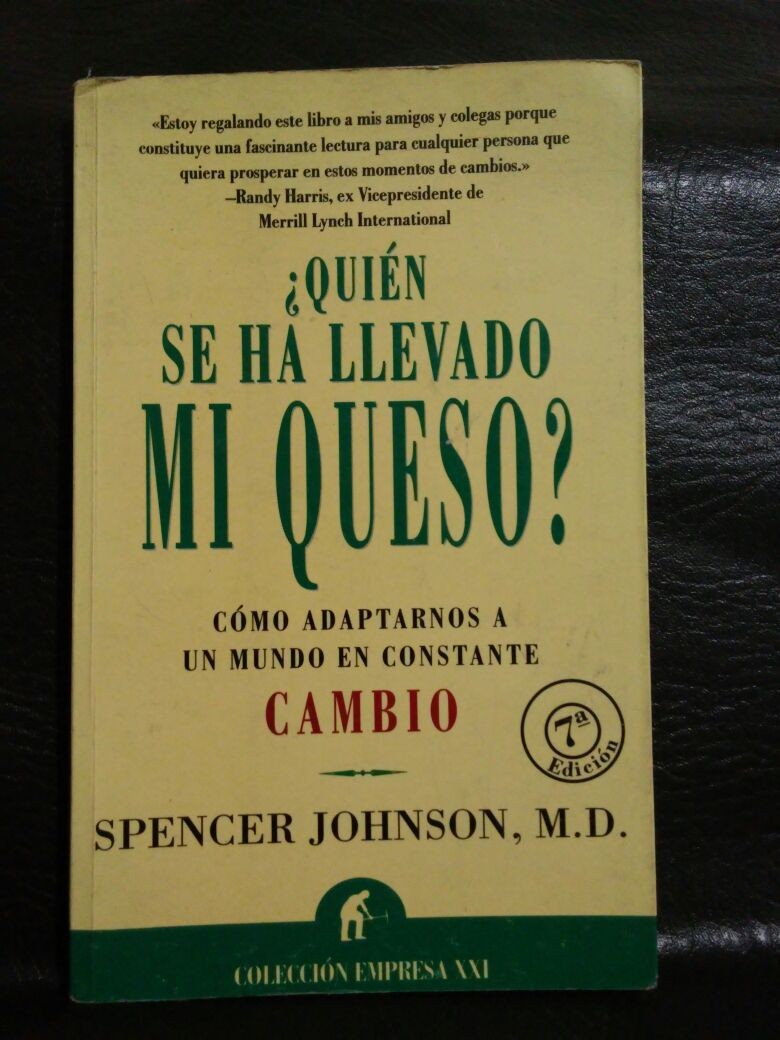 «Estoy regalando este libro a mis amigos y colegas porque
constituye una fascinante lectura para cualquier persona que
quiera prosperar en estos momentos de cambios.»
—Randy Harris, ex Vicepresidente de
Merrill Lynch International
¿QUIÉN
SE HA LLEVADO
MI QUESO?
CÓMO ADAPTARNOS A
UN MUNDO EN CONSTANTE
CAMBIO
7ª
Edición
SPENCER JOHNSON, M.D.
COLECCIÓN EMPRESA XXI